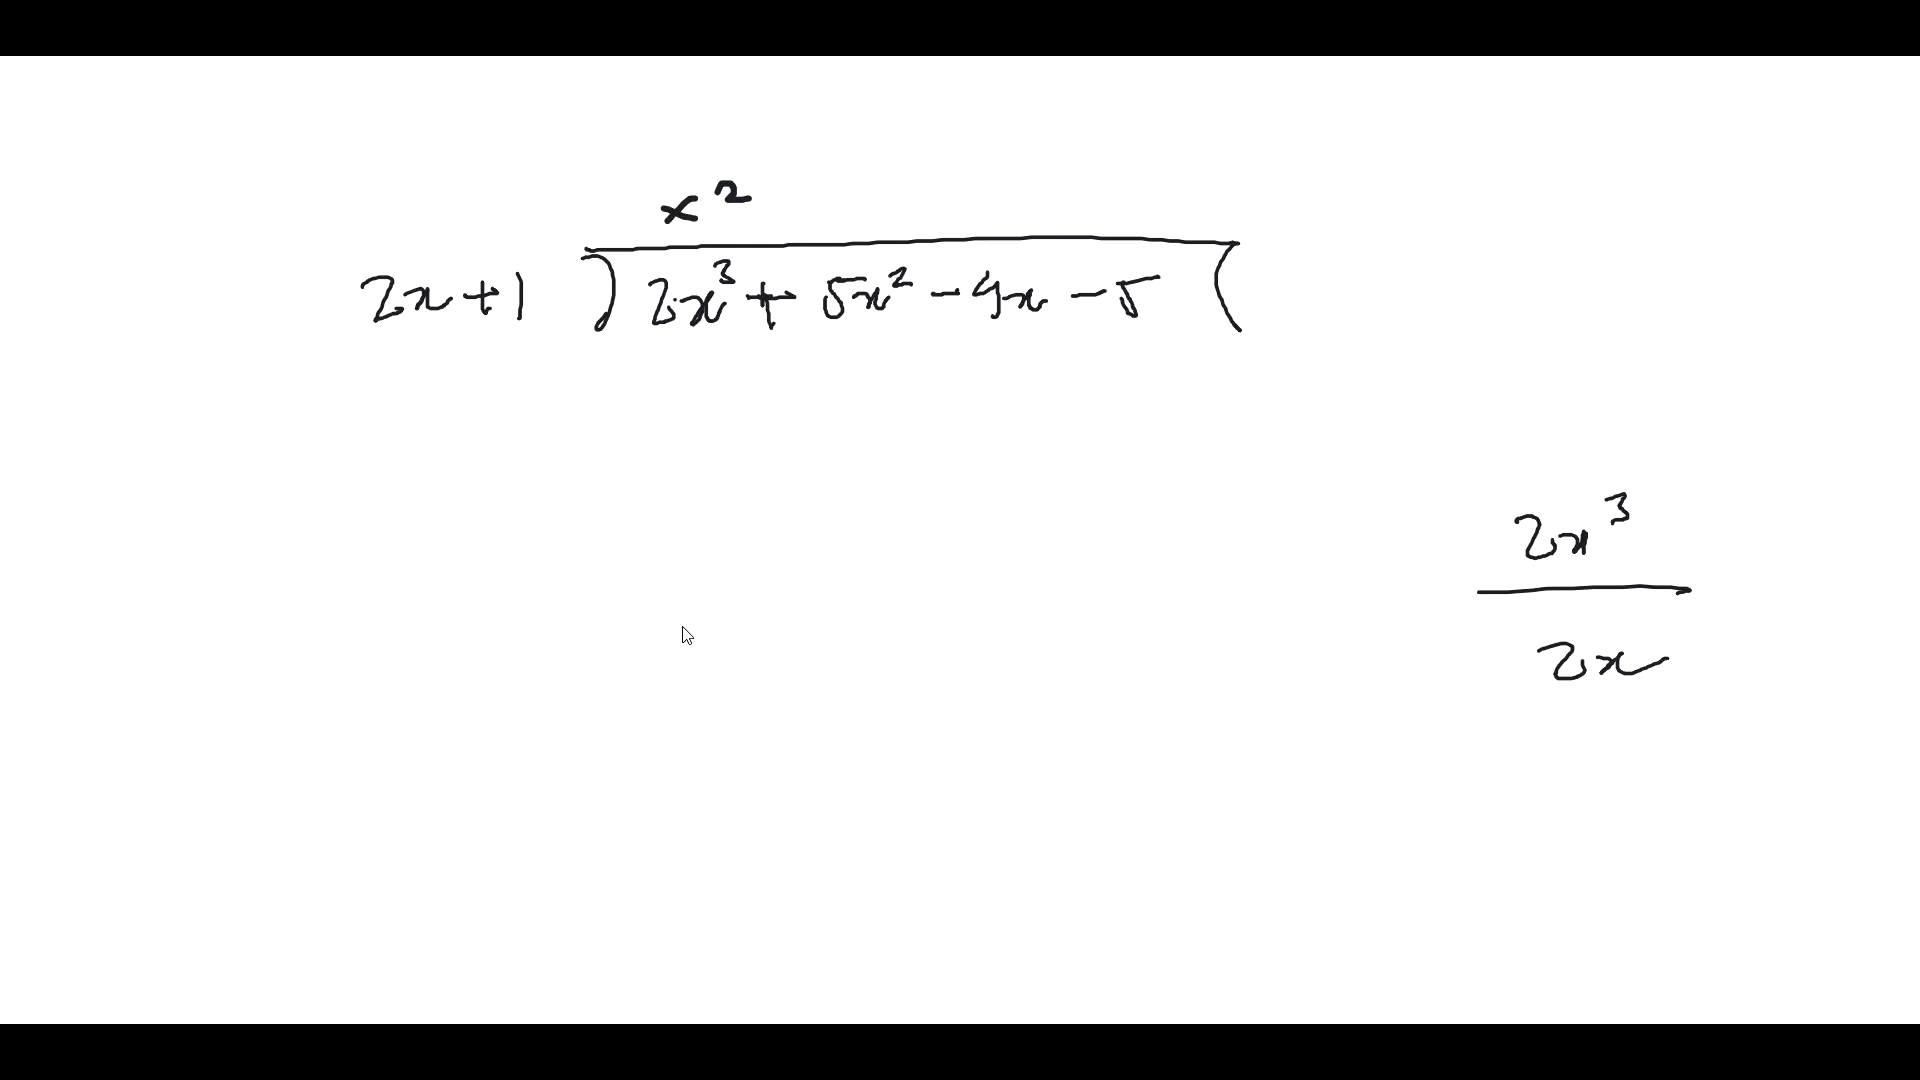 x²
2x+1 ) 2x³ + 5x² - 4x - 5 (
2x³
2x